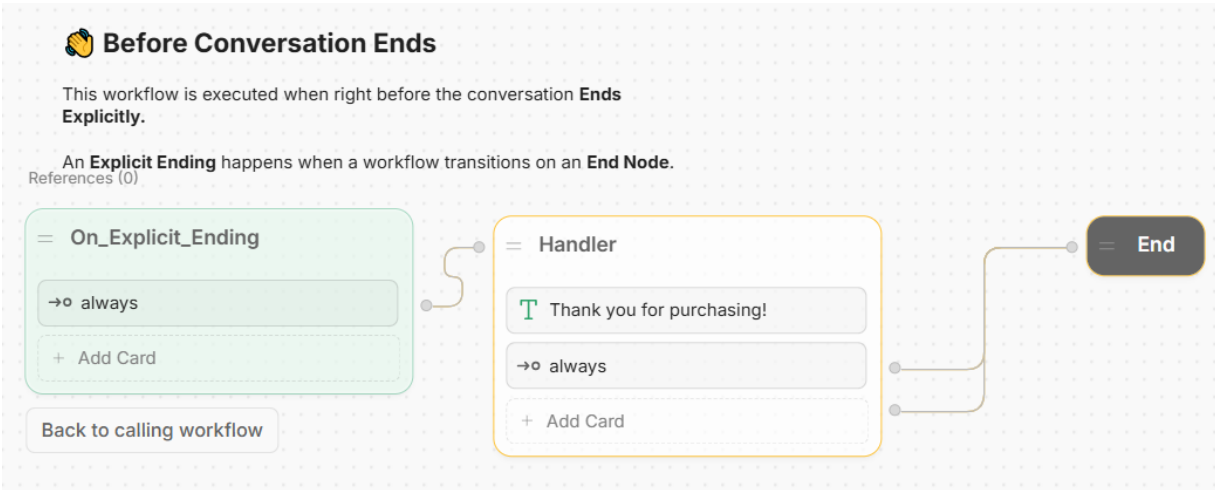 👋 Before Conversation Ends
This workflow is executed when right before the conversation Ends
Explicitly.
An Explicit Ending happens when a workflow transitions on an End Node.
References (0)
On_Explicit_Ending
always
+ Add Card
Back to calling workflow
Handler
Thank you for purchasing!
always
+ Add Card
End